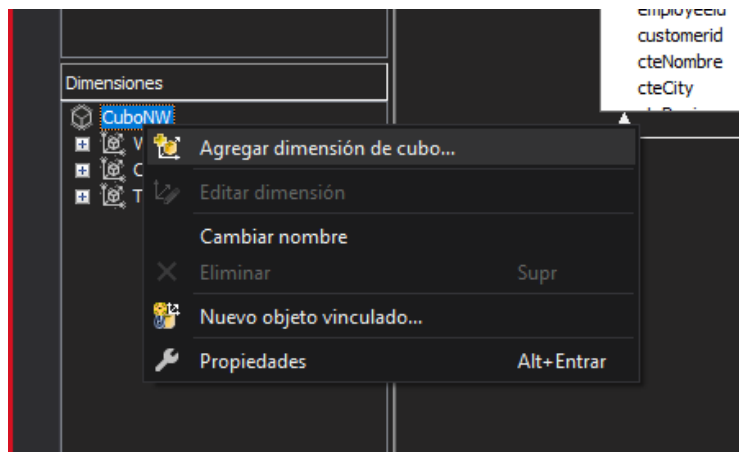 employeeid
customerid
cteNombre
cteCity
Dimensiones
CuboNW
V
C
T
Agregar dimensión de cubo...
Editar dimensión
Cambiar nombre
Eliminar Supr
Nuevo objeto vinculado...
Propiedades Alt+Entrar